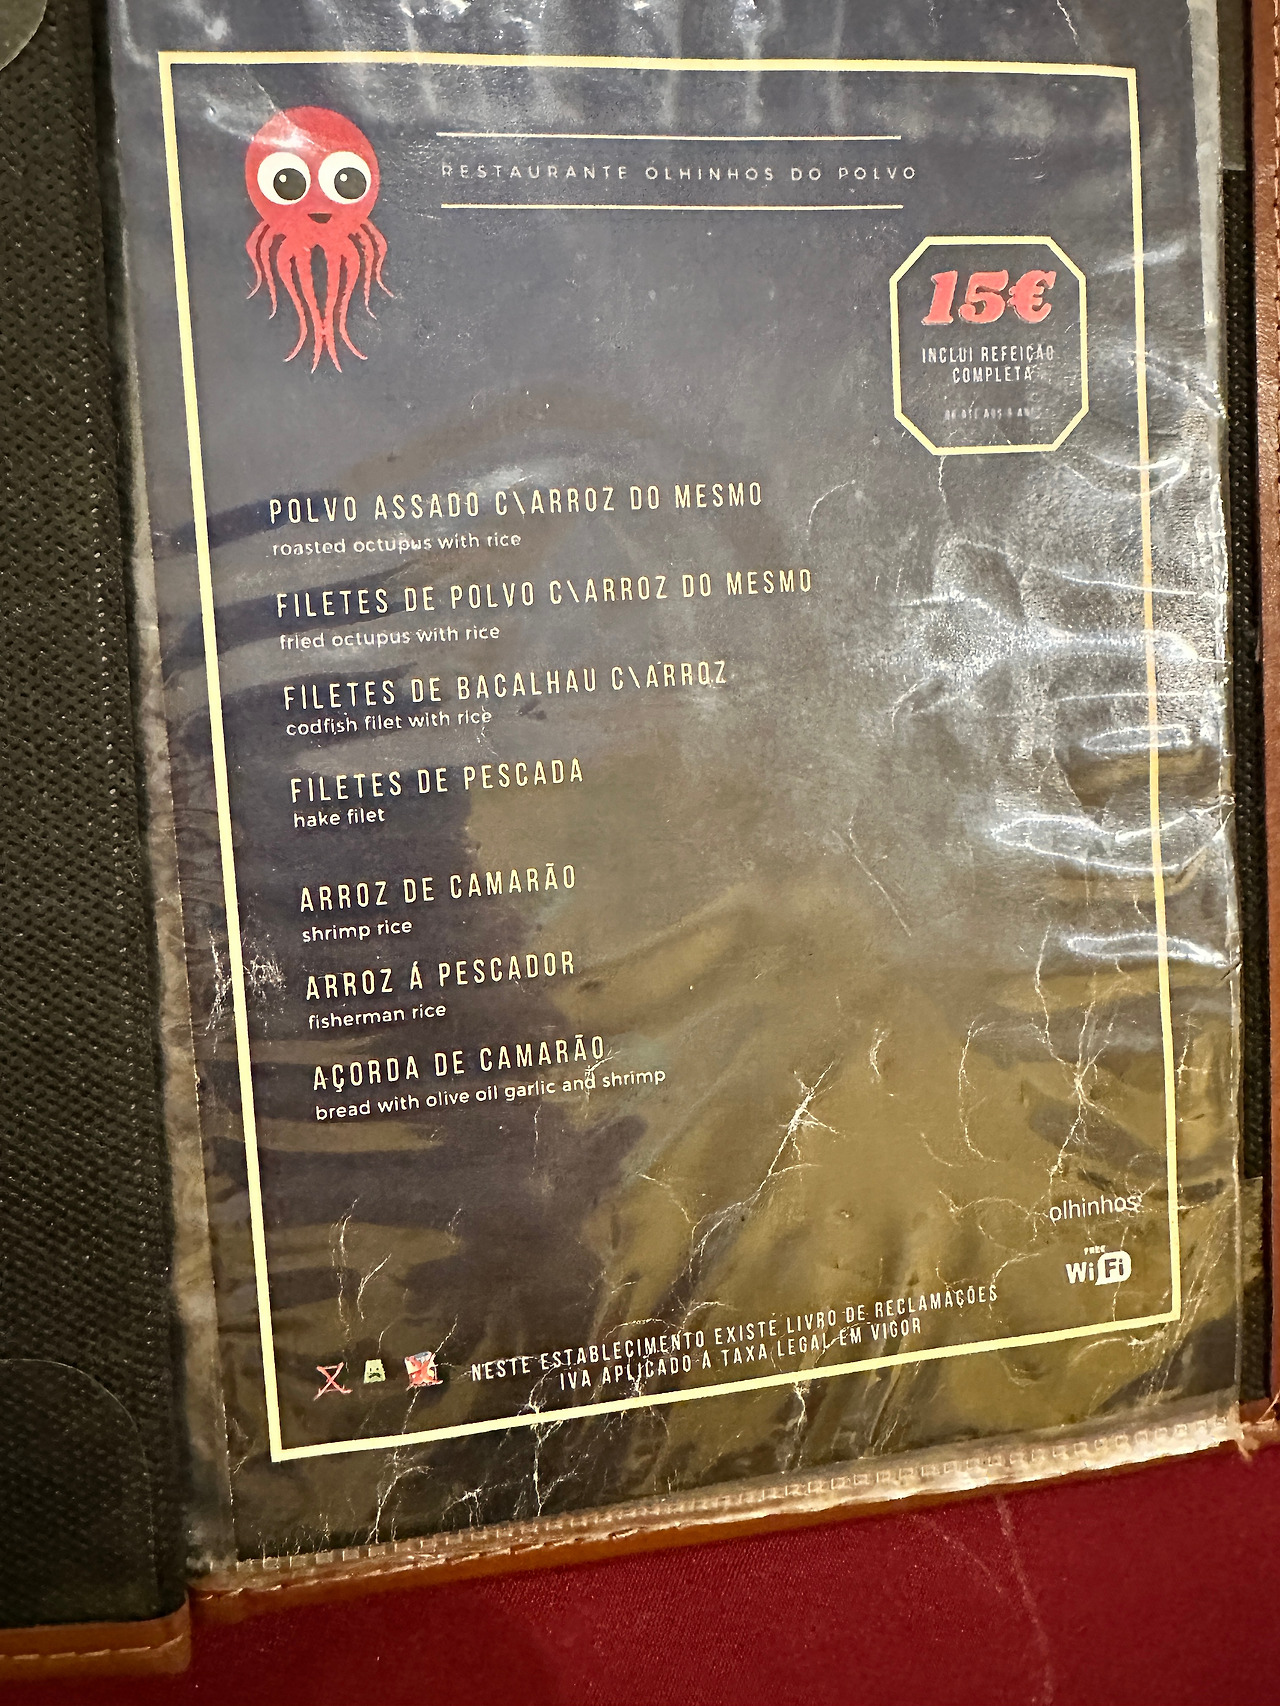 RESTAURANTE OLHINHOS DO POLVO
15€
INCLUI REFEIÇÃO
COMPLETA
POLVO ASSADO C\ARROZ DO MESMO
roasted octupus with rice
FILETES DE POLVO C\ARROZ DO MESMO
fried octupus with rice
FILETES DE BACALHAU C\ARROZ
codfish filet with rice
FILETES DE PESCADA
hake filet
ARROZ DE CAMARÃO
shrimp rice
ARROZ Á PESCADOR
fisherman rice
AÇORDA DE CAMARÃO
bread with olive oil garlic and shrimp
olhinhos
FREE
WiFi
NESTE ESTABLECIMENTO EXISTE LIVRO DE RECLAMAÇÕES
IVA APLICADO A TAXA LEGAL EM VIGOR